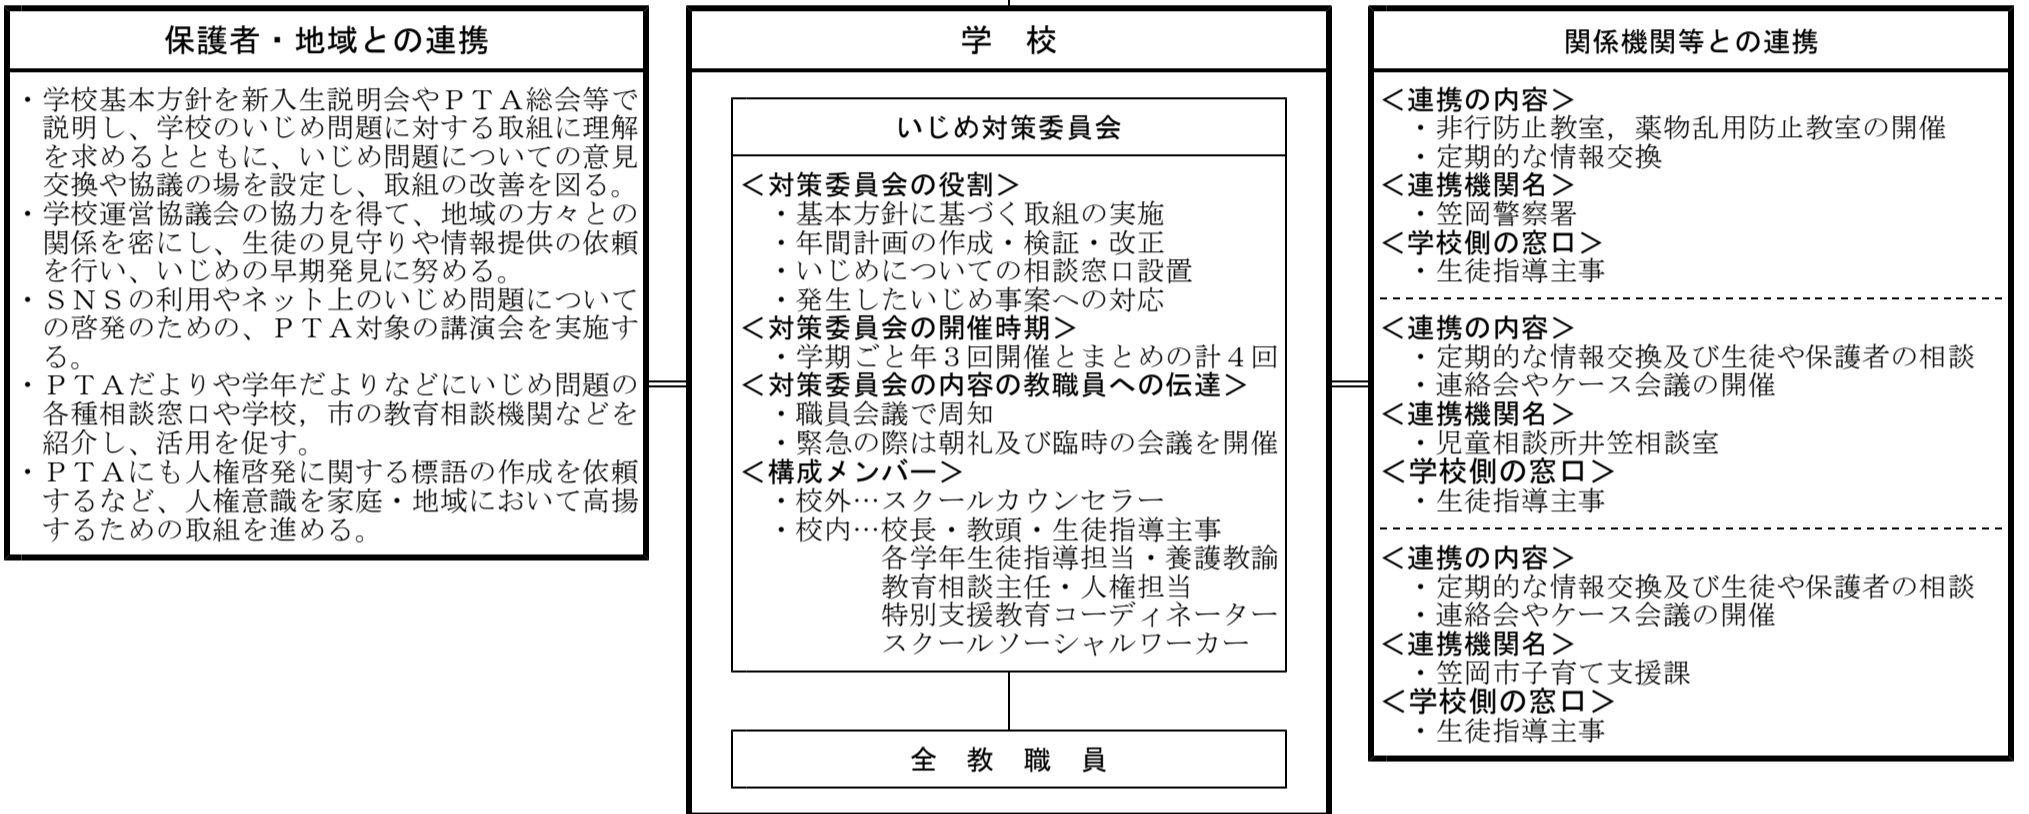 保護者・地域との連携
・学校基本方針を新入生説明会やＰＴＡ総会等で
説明し、学校のいじめ問題に対する取組に理解
を求めるとともに、いじめ問題についての意見
交換や協議の場を設定し、取組の改善を図る。
・学校運営協議会の協力を得て、地域の方々との
関係を密にし、生徒の見守りや情報提供の依頼
を行い、いじめの早期発見に努める。
・ＳＮＳの利用やネット上のいじめ問題について
の啓発のための、ＰＴＡ対象の講演会を実施す
る。
・ＰＴＡだよりや学年だよりなどにいじめ問題の
各種相談窓口や学校，市の教育相談機関などを
紹介し、活用を促す。
・ＰＴＡにも人権啓発に関する標語の作成を依頼
するなど、人権意識を家庭・地域において高揚
するための取組を進める。
学　校
いじめ対策委員会
＜対策委員会の役割＞
・基本方針に基づく取組の実施
・年間計画の作成・検証・改正
・いじめについての相談窓口設置
・発生したいじめ事案への対応
＜対策委員会の開催時期＞
・学期ごと年３回開催とまとめの計４回
＜対策委員会の内容の教職員への伝達＞
・職員会議で周知
・緊急の際は朝礼及び臨時の会議を開催
＜構成メンバー＞
・校外…スクールカウンセラー
・校内…校長・教頭・生徒指導主事
各学年生徒指導担当・養護教諭
教育相談主任・人権担当
特別支援教育コーディネーター
スクールソーシャルワーカー
全　教　職　員
関係機関等との連携
＜連携の内容＞
・非行防止教室，薬物乱用防止教室の開催
・定期的な情報交換
＜連携機関名＞
・笠岡警察署
＜学校側の窓口＞
・生徒指導主事
＜連携の内容＞
・定期的な情報交換及び生徒や保護者の相談
・連絡会やケース会議の開催
＜連携機関名＞
・児童相談所井笠相談室
＜学校側の窓口＞
・生徒指導主事
＜連携の内容＞
・定期的な情報交換及び生徒や保護者の相談
・連絡会やケース会議の開催
＜連携機関名＞
・笠岡市子育て支援課
＜学校側の窓口＞
・生徒指導主事